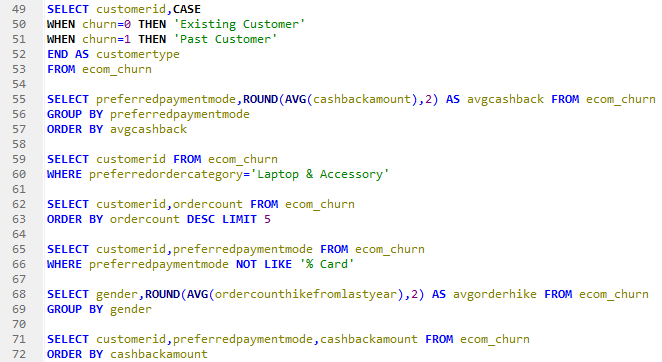 49 SELECT customerid,CASE
50 WHEN churn=0 THEN 'Existing Customer'
51 WHEN churn=1 THEN 'Past Customer'
52 END AS customertype
53 FROM ecom_churn
54
55 SELECT preferredpaymentmode,ROUND(AVG(cashbackamount),2) AS avgcashback FROM ecom_churn
56 GROUP BY preferredpaymentmode
57 ORDER BY avgcashback
58
59 SELECT customerid FROM ecom_churn
60 WHERE preferredordercategory='Laptop & Accessory'
61
62 SELECT customerid,ordercount FROM ecom_churn
63 ORDER BY ordercount DESC LIMIT 5
64
65 SELECT customerid,preferredpaymentmode FROM ecom_churn
66 WHERE preferredpaymentmode NOT LIKE '% Card'
67
68 SELECT gender,ROUND(AVG(ordercounthikefromlastyear),2) AS avgorderhike FROM ecom_churn
69 GROUP BY gender
70
71 SELECT customerid,preferredpaymentmode,cashbackamount FROM ecom_churn
72 ORDER BY cashbackamount